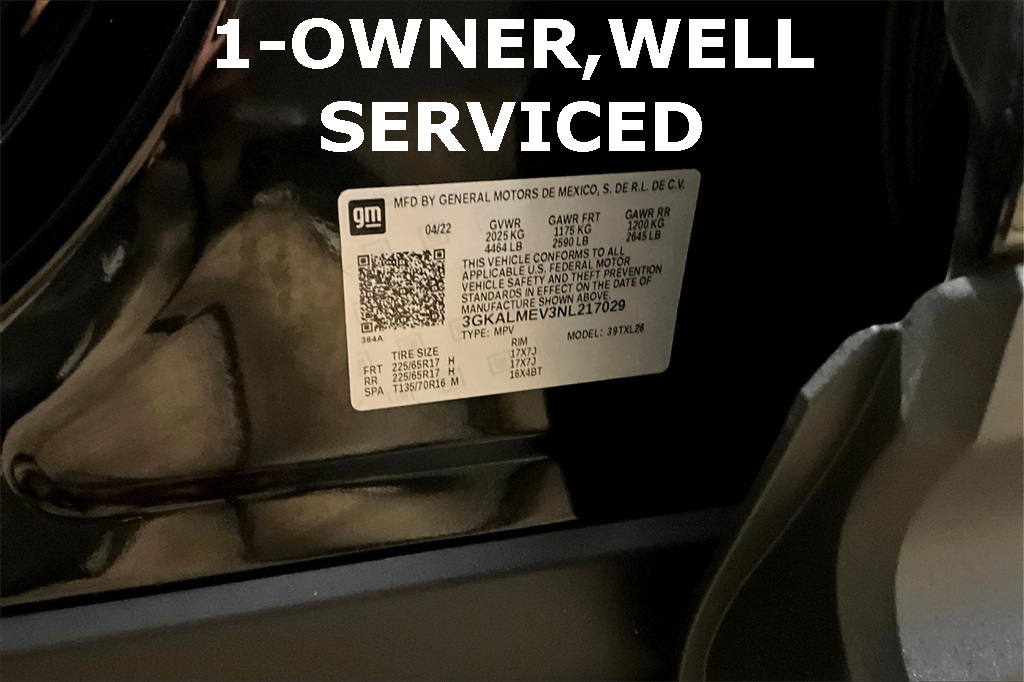 1-OWNER,WELL
SERVICED
gm
MFD BY GENERAL MOTORS DE MEXICO, S. DE R.L. DE C.V.
04/22 GVWR GAWR FRT GAWR RR
2025 KG 1175 KG 1200 KG
4464 LB 2590 LB 2645 LB
THIS VEHICLE CONFORMS TO ALL
APPLICABLE U.S. FEDERAL MOTOR
VEHICLE SAFETY AND THEFT PREVENTION
STANDARDS IN EFFECT ON THE DATE OF
MANUFACTURE SHOWN ABOVE.
3GKALMEV3NL217029
384A TYPE: MPV MODEL: 39TXL26
TIRE SIZE RIM
FRT 225/65R17 H 17X7J
RR 225/65R17 H 17X7J
SPA T135/70R16 M 16X4BT